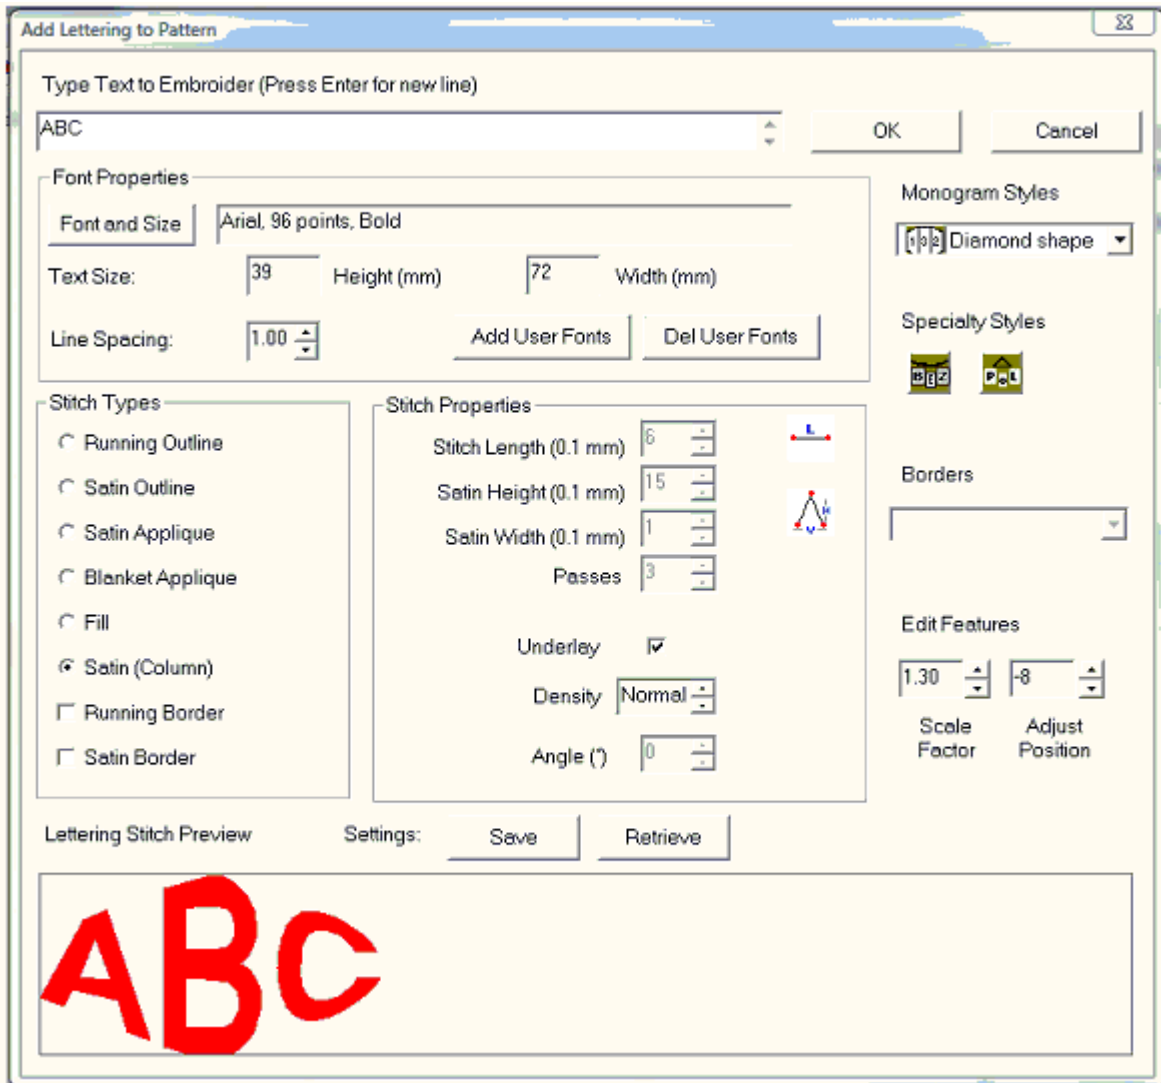 Add Lettering to Pattern
Type Text to Embroider (Press Enter for new line)
ABC
OK
Cancel
Font Properties
Font and Size
Arial, 96 points, Bold
Text Size:
39
Height (mm)
72
Width (mm)
Line Spacing:
1.00
Add User Fonts
Del User Fonts
Monogram Styles
132 Diamond shape
Specialty Styles
BEZ
PoL
Stitch Types
Running Outline
Satin Outline
Satin Applique
Blanket Applique
Fill
Satin (Column)
Running Border
Satin Border
Stitch Properties
Stitch Length (0.1 mm)
6
L
Satin Height (0.1 mm)
15
H
Satin Width (0.1 mm)
1
Passes
3
Underlay
Density
Normal
Angle (°)
0
Borders
Edit Features
1.30
-8
Scale Factor
Adjust Position
Lettering Stitch Preview
Settings:
Save
Retrieve
ABC